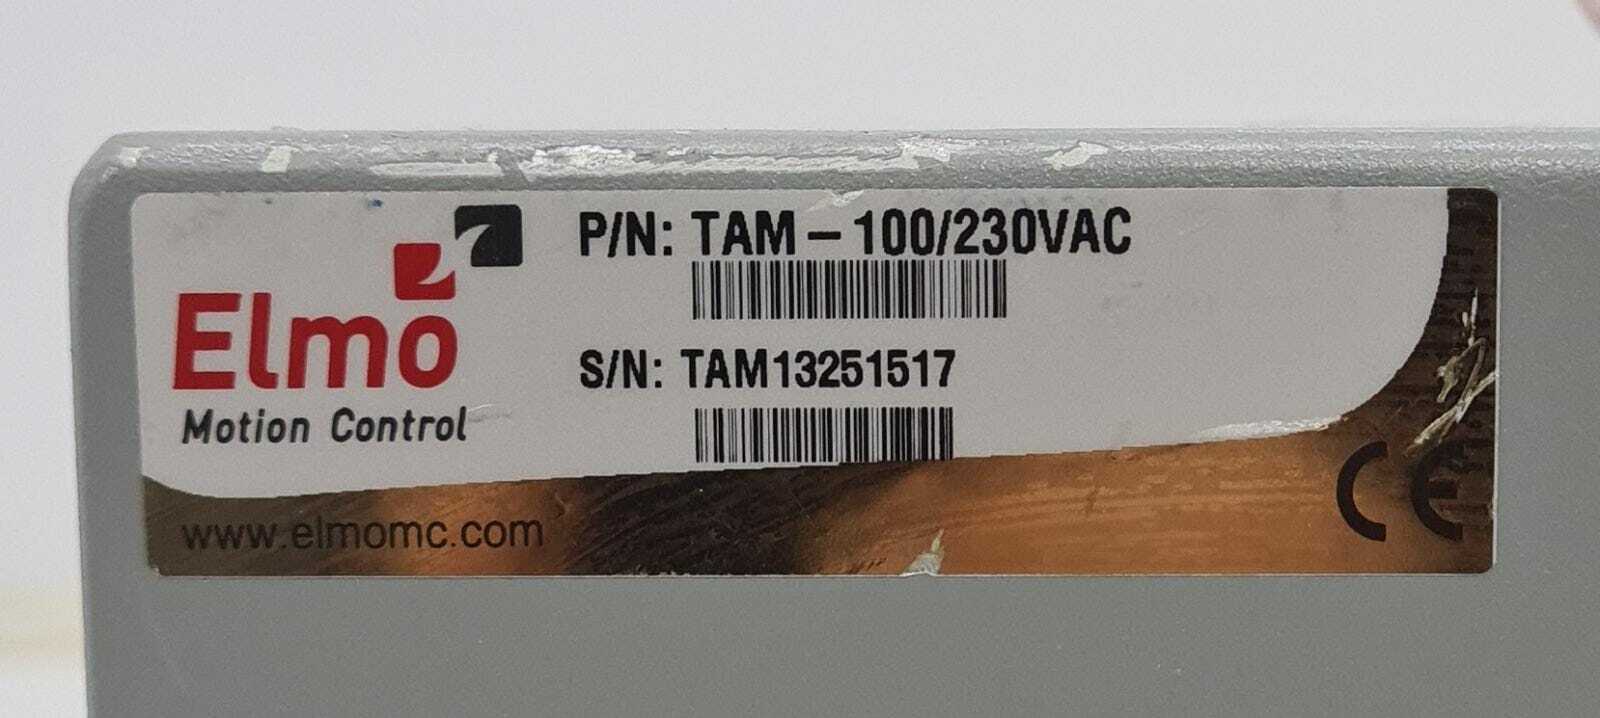 Elmo
Motion Control
P/N: TAM – 100/230VAC
S/N: TAM13251517
www.elmomc.com
CE